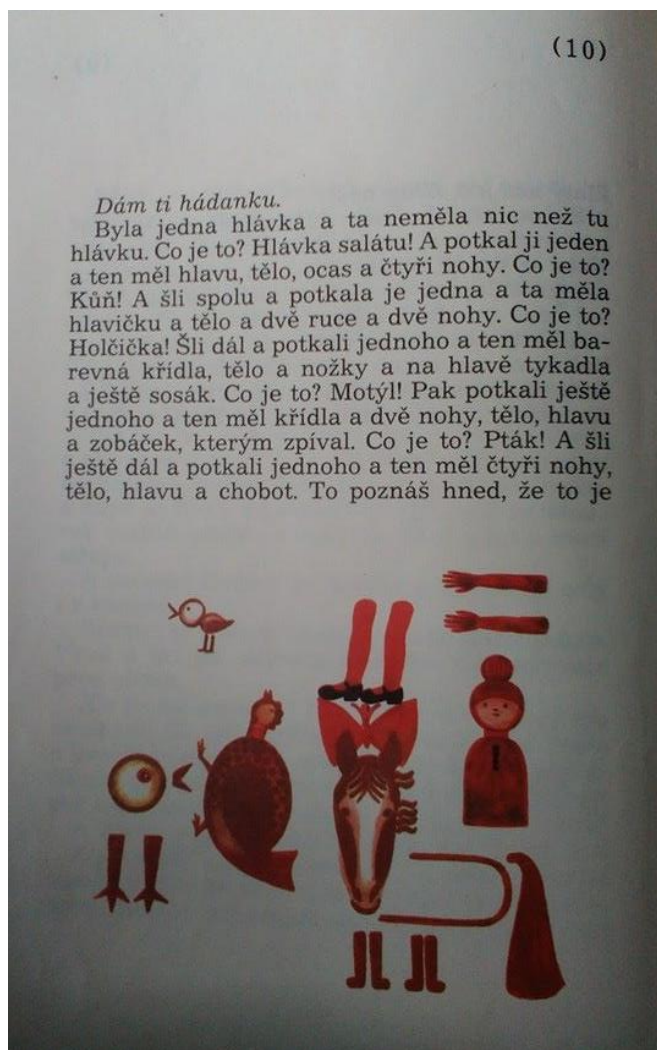 (10)
Dám ti hádanku.
Byla jedna hlávka a ta neměla nic než tu
hlávku. Co je to? Hlávka salátu! A potkal ji jeden
a ten měl hlavu, tělo, ocas a čtyři nohy. Co je to?
Kůň! A šli spolu a potkala je jedna a ta měla
hlavičku a tělo a dvě ruce a dvě nohy. Co je to?
Holčička! Šli dál a potkali jednoho a ten měl ba-
revná křídla, tělo a nožky a na hlavě tykadla
a ještě sosák. Co je to? Motýl! Pak potkali ještě
jednoho a ten měl křídla a dvě nohy, tělo, hlavu
a zobáček, kterým zpíval. Co je to? Pták! A šli
ještě dál a potkali jednoho a ten měl čtyři nohy,
tělo, hlavu a chobot. To poznáš hned, že to je